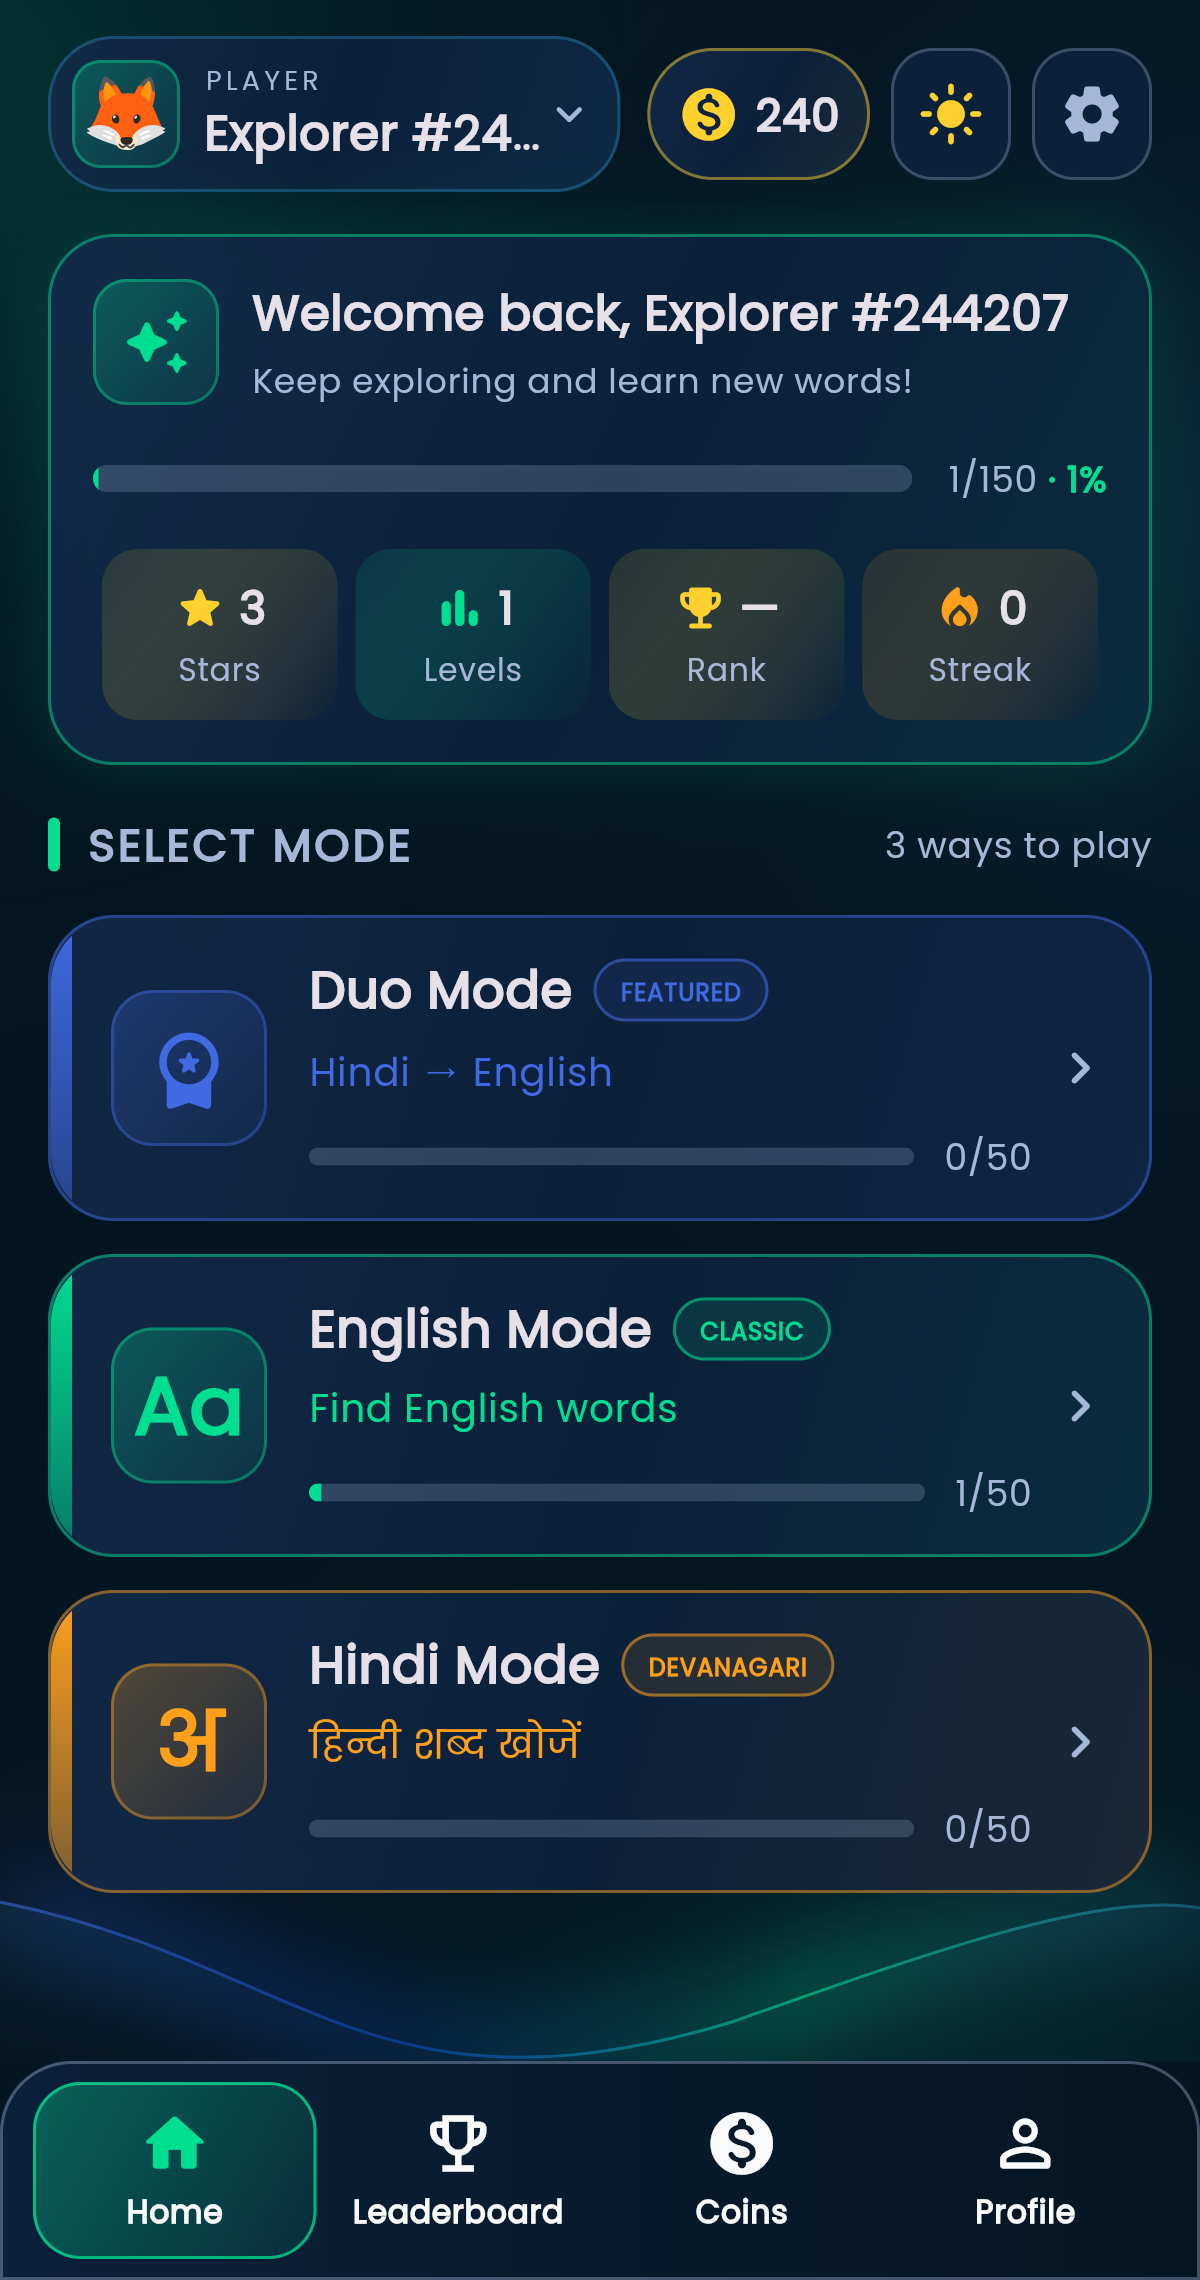 PLAYER
Explorer #24...
240
Welcome back, Explorer #244207
Keep exploring and learn new words!
1/150 · 1%
3
Stars
1
Levels
—
Rank
0
Streak
SELECT MODE
3 ways to play
Duo Mode
FEATURED
Hindi → English
0/50
Aa
English Mode
CLASSIC
Find English words
1/50
अ
Hindi Mode
DEVANAGARI
हिन्दी शब्द खोजें
0/50
Home
Leaderboard
Coins
Profile